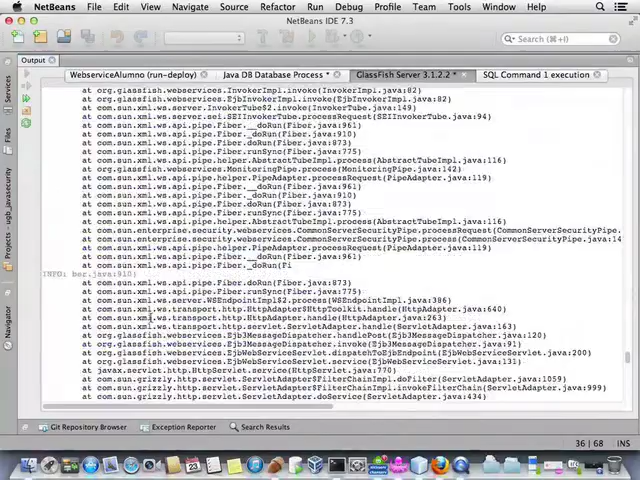 NetBeans File Edit View Navigate Source Refactor Run Debug Profile Team Tools Window Help
NetBeans IDE 7.3
Search (⌘+I)
Output
WebserviceAlumno (run-deploy) Java DB Database Process * GlassFish Server 3.1.2.2 * SQL Command 1 execution
at org.glassfish.webservices.InvokerImpl.invoke(InvokerImpl.java:82)
at org.glassfish.webservices.EjbInvokerImpl.invoke(EjbInvokerImpl.java:82)
at com.sun.xml.ws.server.InvokerTube$2.invoke(InvokerTube.java:149)
at com.sun.xml.ws.server.sei.SEIInvokerTube.processRequest(SEIInvokerTube.java:94)
at com.sun.xml.ws.api.pipe.Fiber.__doRun(Fiber.java:961)
at com.sun.xml.ws.api.pipe.Fiber._doRun(Fiber.java:910)
at com.sun.xml.ws.api.pipe.Fiber.doRun(Fiber.java:873)
at com.sun.xml.ws.api.pipe.Fiber.runSync(Fiber.java:775)
at com.sun.xml.ws.api.pipe.helper.AbstractTubeImpl.process(AbstractTubeImpl.java:116)
at org.glassfish.webservices.MonitoringPipe.process(MonitoringPipe.java:142)
at com.sun.xml.ws.api.pipe.helper.PipeAdapter.processRequest(PipeAdapter.java:119)
at com.sun.xml.ws.api.pipe.Fiber.__doRun(Fiber.java:961)
at com.sun.xml.ws.api.pipe.Fiber._doRun(Fiber.java:910)
at com.sun.xml.ws.api.pipe.Fiber.doRun(Fiber.java:873)
at com.sun.xml.ws.api.pipe.Fiber.runSync(Fiber.java:775)
at com.sun.xml.ws.api.pipe.helper.AbstractTubeImpl.process(AbstractTubeImpl.java:116)
at com.sun.enterprise.security.webservices.CommonServerSecurityPipe.processRequest(CommonServerSecurityPipe.
at com.sun.enterprise.security.webservices.CommonServerSecurityPipe.process(CommonServerSecurityPipe.java:14
at com.sun.xml.ws.api.pipe.helper.PipeAdapter.processRequest(PipeAdapter.java:119)
at com.sun.xml.ws.api.pipe.Fiber.__doRun(Fiber.java:961)
at com.sun.xml.ws.api.pipe.Fiber._doRun(Fi
INFO: ber.java:910)
at com.sun.xml.ws.api.pipe.Fiber.doRun(Fiber.java:873)
at com.sun.xml.ws.api.pipe.Fiber.runSync(Fiber.java:775)
at com.sun.xml.ws.server.WSEndpointImpl$2.process(WSEndpointImpl.java:386)
at com.sun.xml.ws.transport.http.HttpAdapter$HttpToolkit.handle(HttpAdapter.java:640)
at com.sun.xml.ws.transport.http.HttpAdapter.handle(HttpAdapter.java:263)
at com.sun.xml.ws.transport.http.servlet.ServletAdapter.handle(ServletAdapter.java:163)
at org.glassfish.webservices.Ejb3MessageDispatcher.handlePost(Ejb3MessageDispatcher.java:120)
at org.glassfish.webservices.Ejb3MessageDispatcher.invoke(Ejb3MessageDispatcher.java:91)
at org.glassfish.webservices.EjbWebServiceServlet.dispatchToEjbEndpoint(EjbWebServiceServlet.java:200)
at org.glassfish.webservices.EjbWebServiceServlet.service(EjbWebServiceServlet.java:131)
at javax.servlet.http.HttpServlet.service(HttpServlet.java:770)
at com.sun.grizzly.http.servlet.ServletAdapter$FilterChainImpl.doFilter(ServletAdapter.java:1059)
at com.sun.grizzly.http.servlet.ServletAdapter$FilterChainImpl.invokeFilterChain(ServletAdapter.java:999)
at com.sun.grizzly.http.servlet.ServletAdapter.doService(ServletAdapter.java:434)
Services
Files
Projects - vgb_javasecurity
Navigator
Git Repository Browser Exception Reporter Search Results
36 | 68 INS